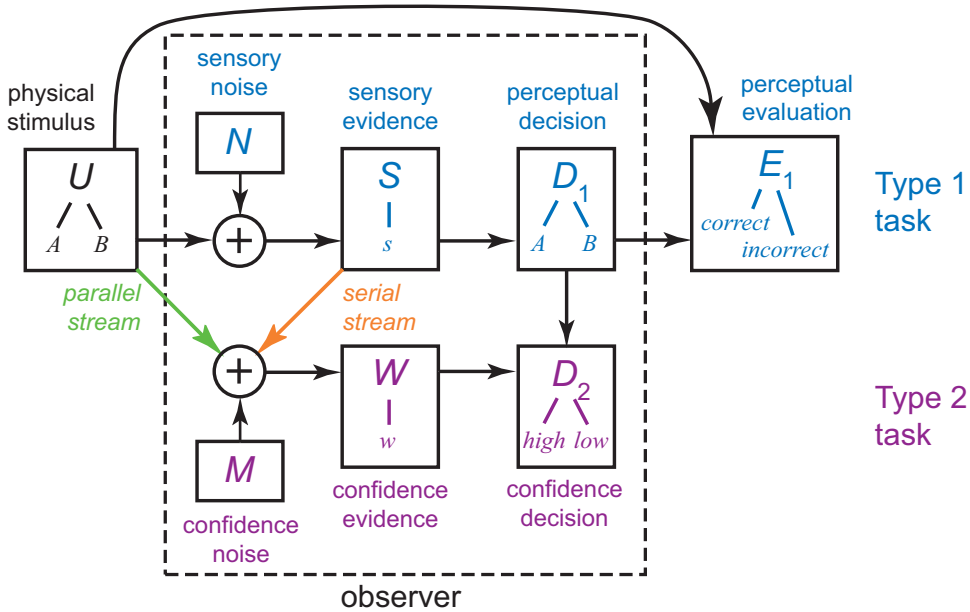 physical
stimulus
U
A B
sensory
noise
N
+
sensory
evidence
S
s
perceptual
decision
D1
A B
perceptual
evaluation
E1
correct
incorrect
Type 1
task
parallel
stream
serial
stream
+
M
confidence
noise
W
w
confidence
evidence
D2
high low
confidence
decision
Type 2
task
observer